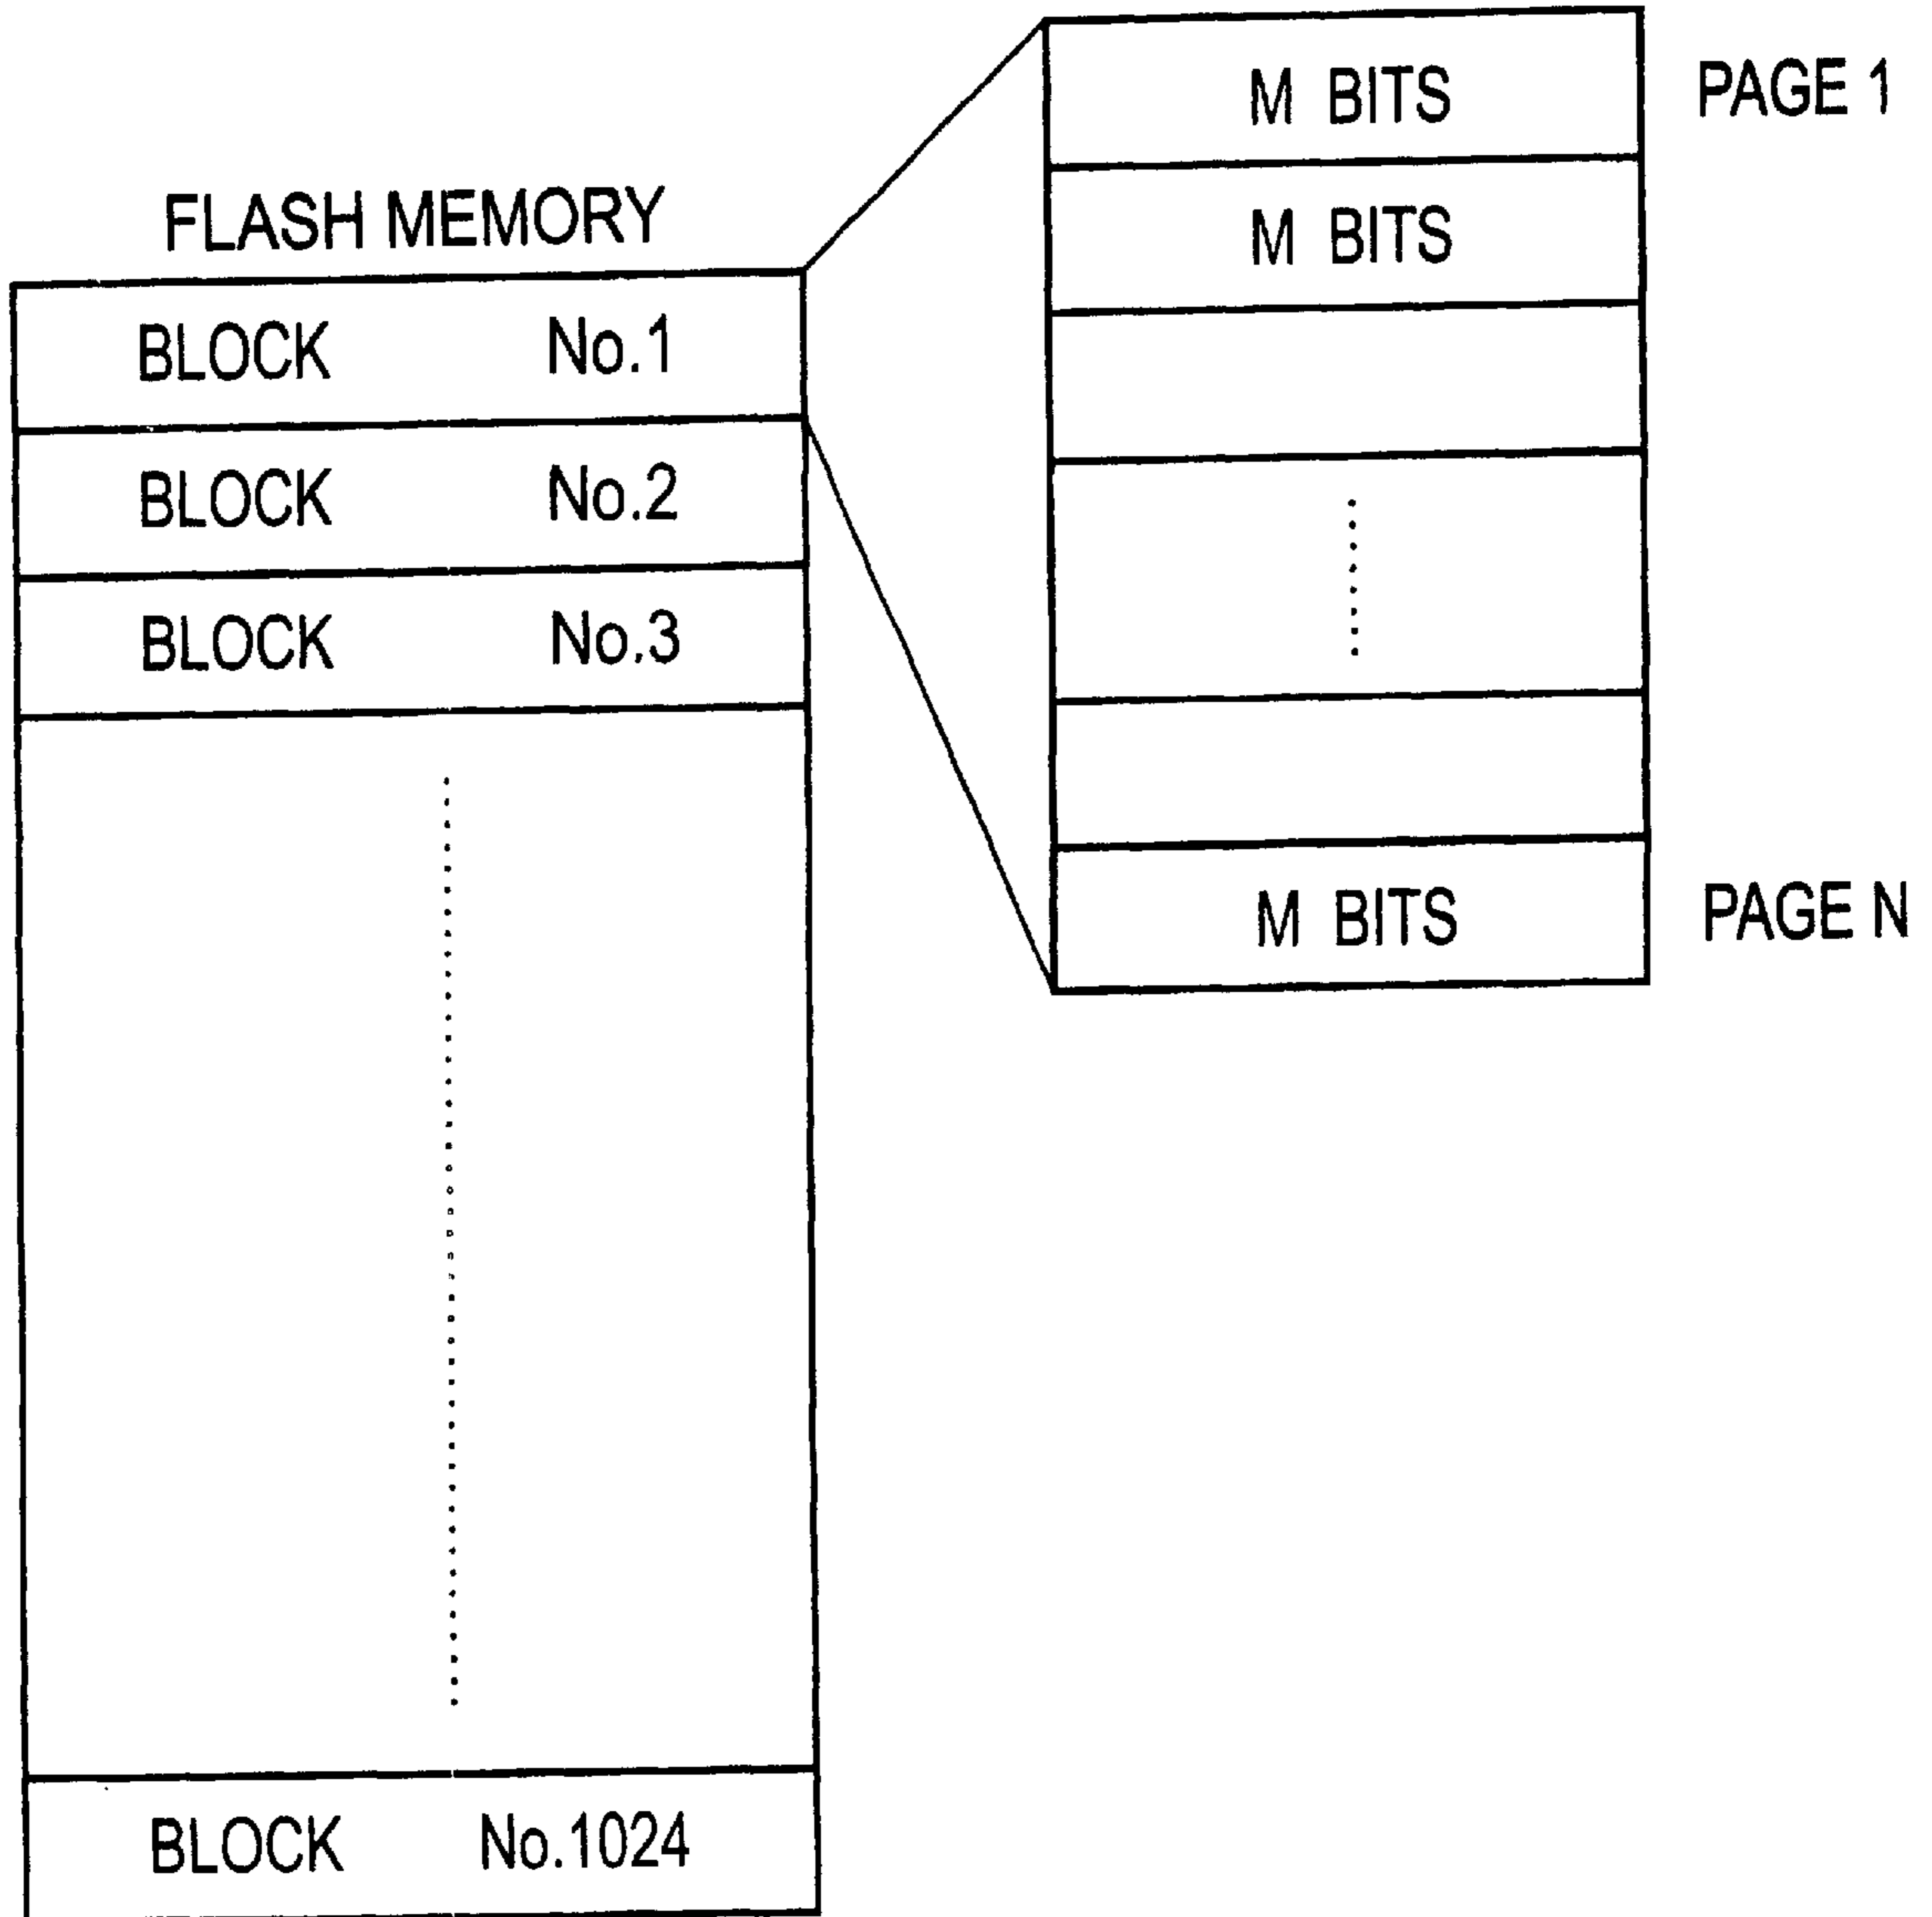 FLASH MEMORY
BLOCK No.1
BLOCK No.2
BLOCK No.3
BLOCK No.1024
M BITS PAGE 1
M BITS
M BITS PAGE N